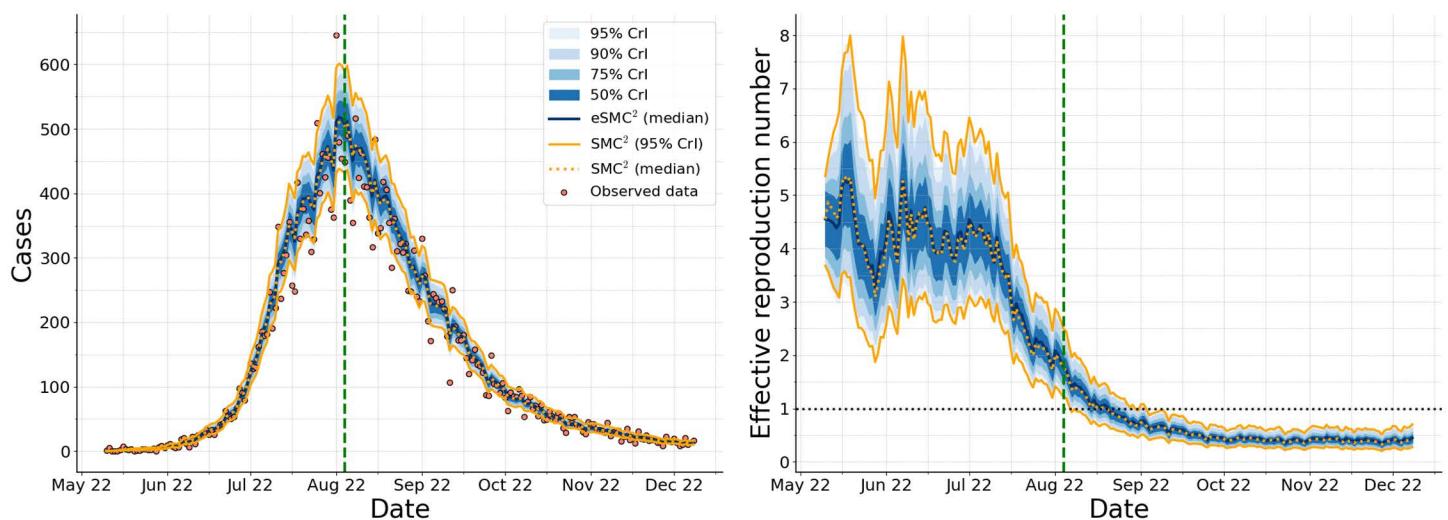 Cases
600
500
400
300
200
100
0
May 22 Jun 22 Jul 22 Aug 22 Sep 22 Oct 22 Nov 22 Dec 22
Date
95% CrI
90% CrI
75% CrI
50% CrI
eSMC² (median)
SMC² (95% CrI)
SMC² (median)
Observed data
Effective reproduction number
8
7
6
5
4
3
2
1
0
May 22 Jun 22 Jul 22 Aug 22 Sep 22 Oct 22 Nov 22 Dec 22
Date